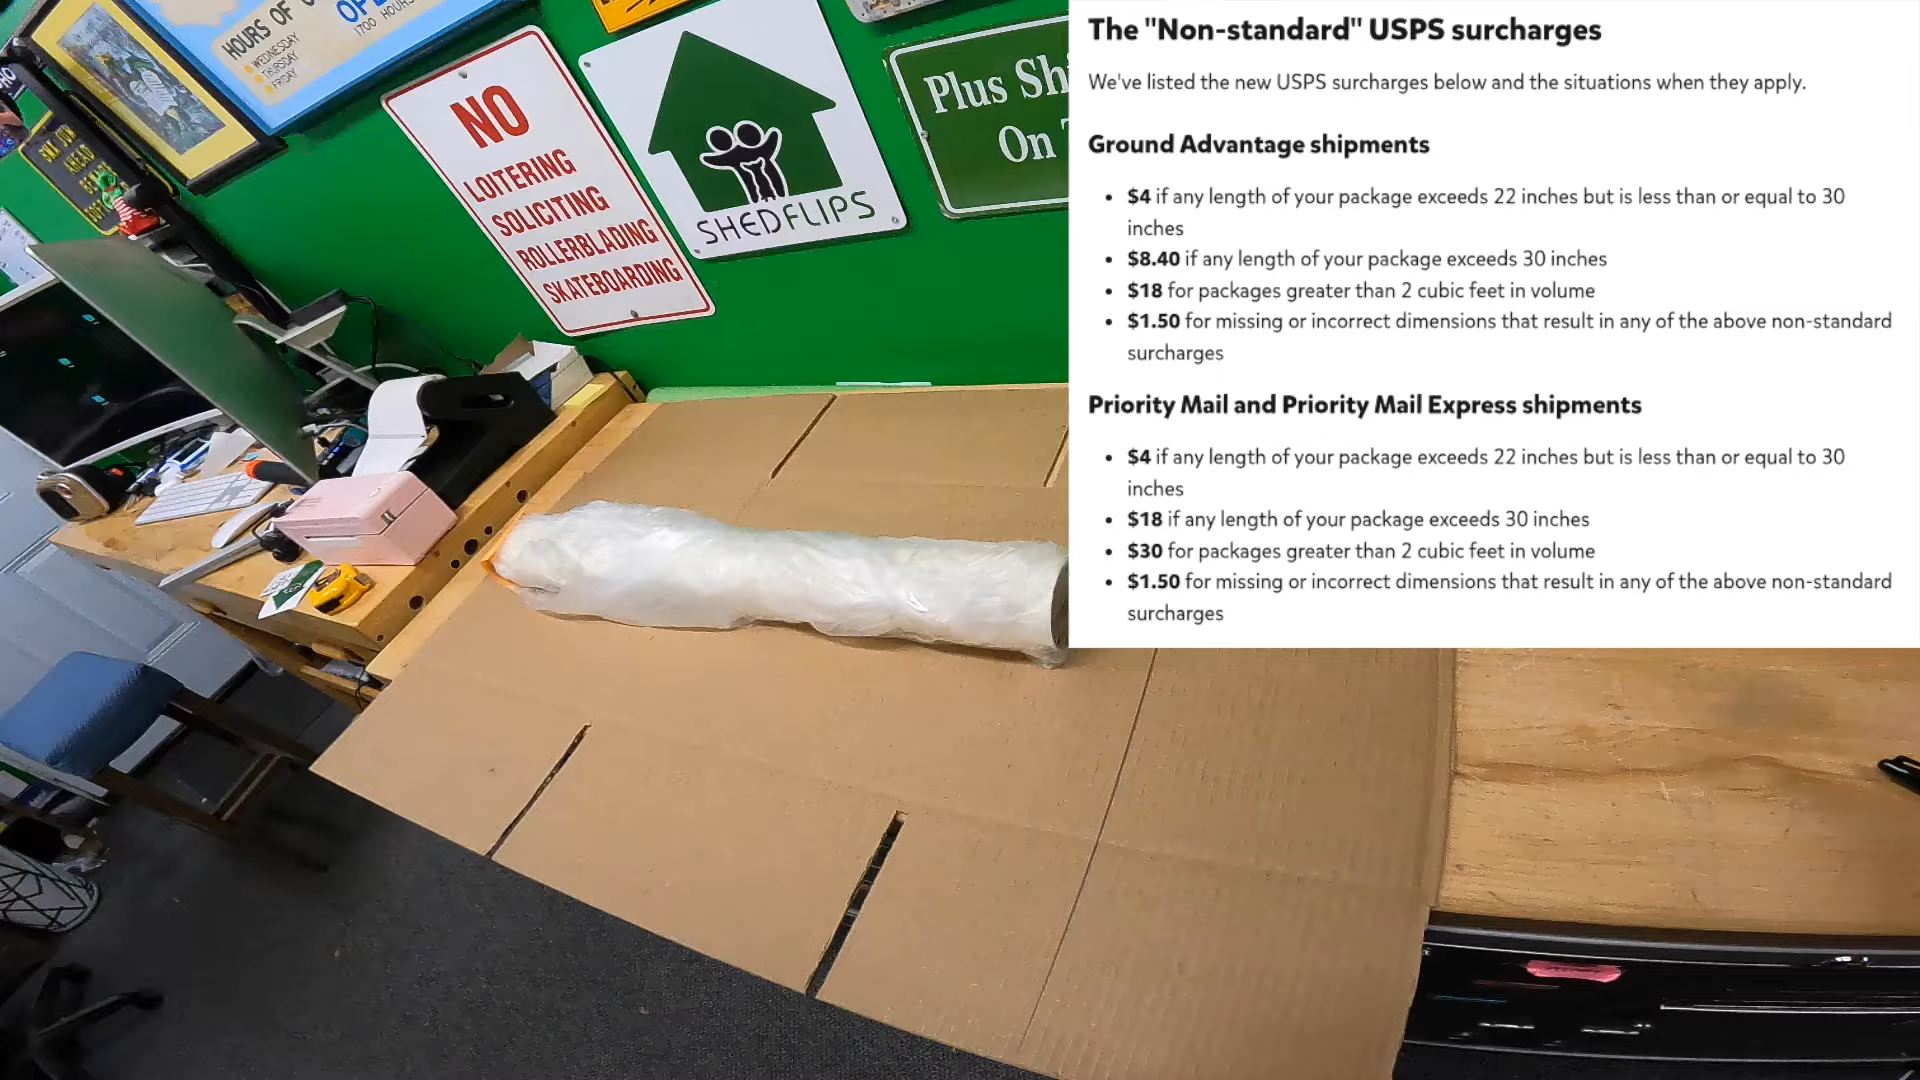 HOURS OF
WEDNESDAY
THURSDAY
FRIDAY
1700 HOURS
NO
LOITERING
SOLICITING
ROLLERBLADING
SKATEBOARDING
SHEDFLIPS
Plus
On
The "Non-standard" USPS surcharges
We've listed the new USPS surcharges below and the situations when they apply.
Ground Advantage shipments
• $4 if any length of your package exceeds 22 inches but is less than or equal to 30
inches
• $8.40 if any length of your package exceeds 30 inches
• $18 for packages greater than 2 cubic feet in volume
• $1.50 for missing or incorrect dimensions that result in any of the above non-standard
surcharges
Priority Mail and Priority Mail Express shipments
• $4 if any length of your package exceeds 22 inches but is less than or equal to 30
inches
• $18 if any length of your package exceeds 30 inches
• $30 for packages greater than 2 cubic feet in volume
• $1.50 for missing or incorrect dimensions that result in any of the above non-standard
surcharges